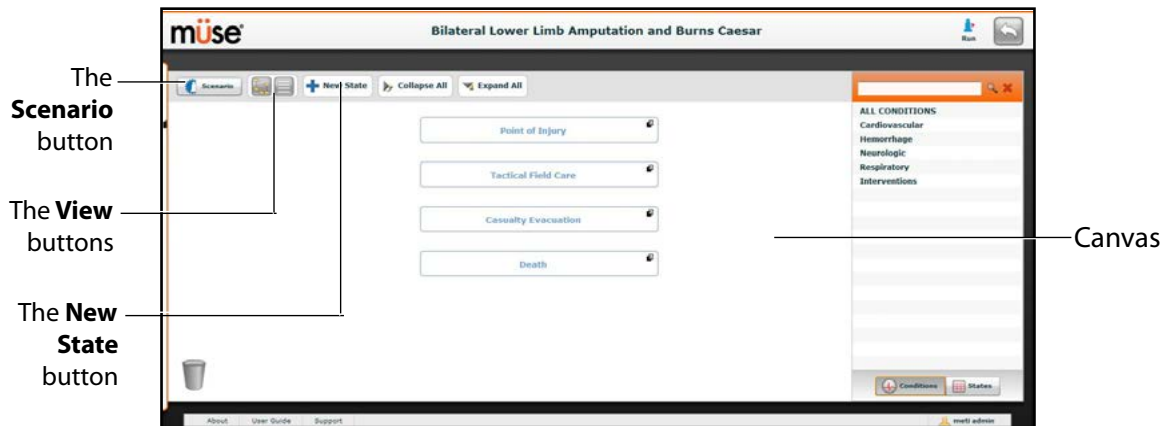 müse
Bilateral Lower Limb Amputation and Burns Caesar
Run
The
Scenario
button
Scenario
New State
Collapse All
Expand All
ALL CONDITIONS
Cardiovascular
Hemorrhage
Neurologic
Respiratory
Interventions
Point of Injury
Tactical Field Care
Casualty Evacuation
Death
The View
buttons
Canvas
The New
State
button
Conditions
States
About
User Guide
Support
meti admin